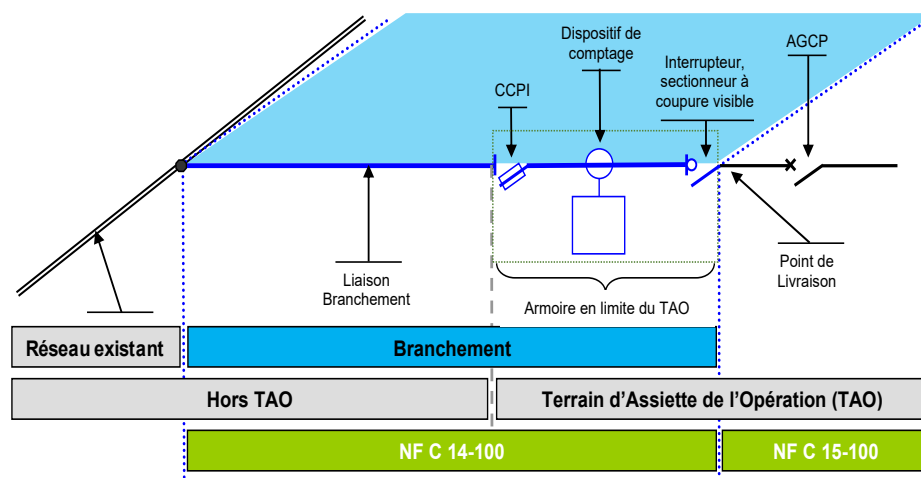 Dispositif de
comptage
Interrupteur,
sectionneur à
coupure visible
AGCP
CCPI
Liaison
Branchement
Point de
Livraison
Armoire en limite du TAO
Réseau existant
Branchement
Hors TAO
Terrain d'Assiette de l'Opération (TAO)
NF C 14-100
NF C 15-100